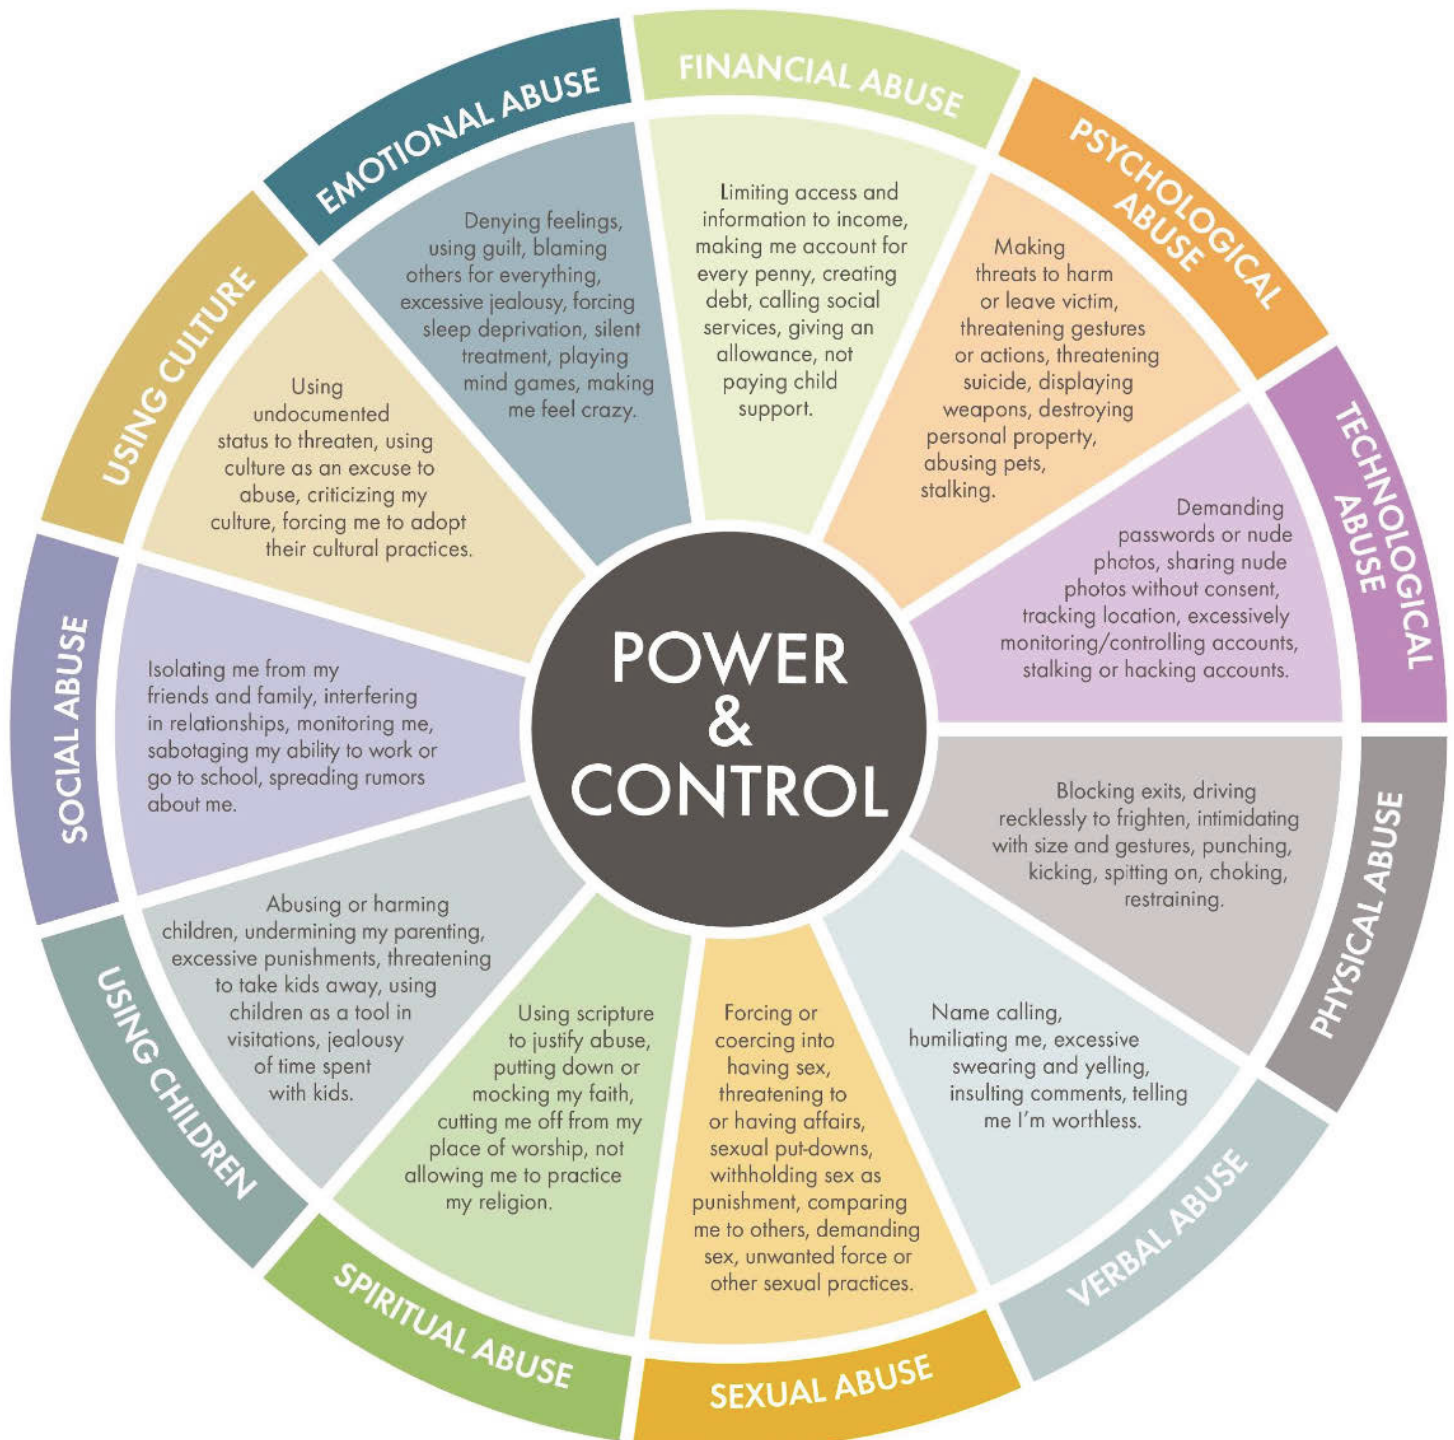 POWER
&
CONTROL
FINANCIAL ABUSE
Limiting access and
information to income,
making me account for
every penny, creating
debt, calling social
services, giving an
allowance, not
paying child
support.
PSYCHOLOGICAL
ABUSE
Making
threats to harm
or leave victim,
threatening gestures
or actions, threatening
suicide, displaying
weapons, destroying
personal property,
abusing pets,
stalking.
TECHNOLOGICAL
ABUSE
Demanding
passwords or nude
photos, sharing nude
photos without consent,
tracking location, excessively
monitoring/controlling accounts,
stalking or hacking accounts.
PHYSICAL ABUSE
Blocking exits, driving
recklessly to frighten, intimidating
with size and gestures, punching,
kicking, spitting on, choking,
restraining.
VERBAL ABUSE
Name calling,
humiliating me, excessive
swearing and yelling,
insulting comments, telling
me I'm worthless.
SEXUAL ABUSE
Forcing or
coercing into
having sex,
threatening to
or having affairs,
sexual put-downs,
withholding sex as
punishment, comparing
me to others, demanding
sex, unwanted force or
other sexual practices.
SPIRITUAL ABUSE
Using scripture
to justify abuse,
putting down or
mocking my faith,
cutting me off from my
place of worship, not
allowing me to practice
my religion.
USING CHILDREN
Abusing or harming
children, undermining my parenting,
excessive punishments, threatening
to take kids away, using
children as a tool in
visitations, jealousy
of time spent
with kids.
SOCIAL ABUSE
Isolating me from my
friends and family, interfering
in relationships, monitoring me,
sabotaging my ability to work or
go to school, spreading rumors
about me.
USING CULTURE
Using
undocumented
status to threaten, using
culture as an excuse to
abuse, criticizing my
culture, forcing me to adopt
their cultural practices.
EMOTIONAL ABUSE
Denying feelings,
using guilt, blaming
others for everything,
excessive jealousy, forcing
sleep deprivation, silent
treatment, playing
mind games, making
me feel crazy.